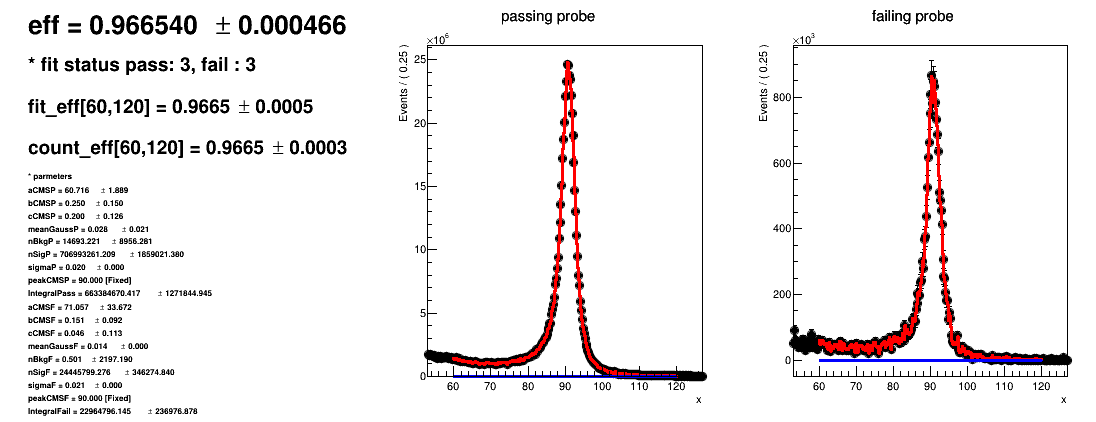 eff = 0.966540 ± 0.000466
* fit status pass: 3, fail : 3
fit_eff[60,120] = 0.9665 ± 0.0005
count_eff[60,120] = 0.9665 ± 0.0003
* parmeters
aCMSP = 60.716 ± 1.889
bCMSP = 0.250 ± 0.150
cCMSP = 0.200 ± 0.126
meanGaussP = 0.028 ± 0.021
nBkgP = 14693.221 ± 8956.281
nSigP = 706993261.209 ± 1859021.380
sigmaP = 0.020 ± 0.000
peakCMSP = 90.000 [Fixed]
IntegralPass = 663384670.417 ± 1271844.945
aCMSF = 71.057 ± 33.672
bCMSF = 0.151 ± 0.092
cCMSF = 0.046 ± 0.113
meanGaussF = 0.014 ± 0.000
nBkgF = 0.501 ± 2197.190
nSigF = 24445799.276 ± 346274.840
sigmaF = 0.021 ± 0.000
peakCMSF = 90.000 [Fixed]
IntegralFail = 22964796.145 ± 236976.878
passing probe
×10⁶
Events / ( 0.25 )
25
20
15
10
5
0
60 70 80 90 100 110 120
x
failing probe
×10³
Events / ( 0.25 )
800
600
400
200
0
60 70 80 90 100 110 120
x